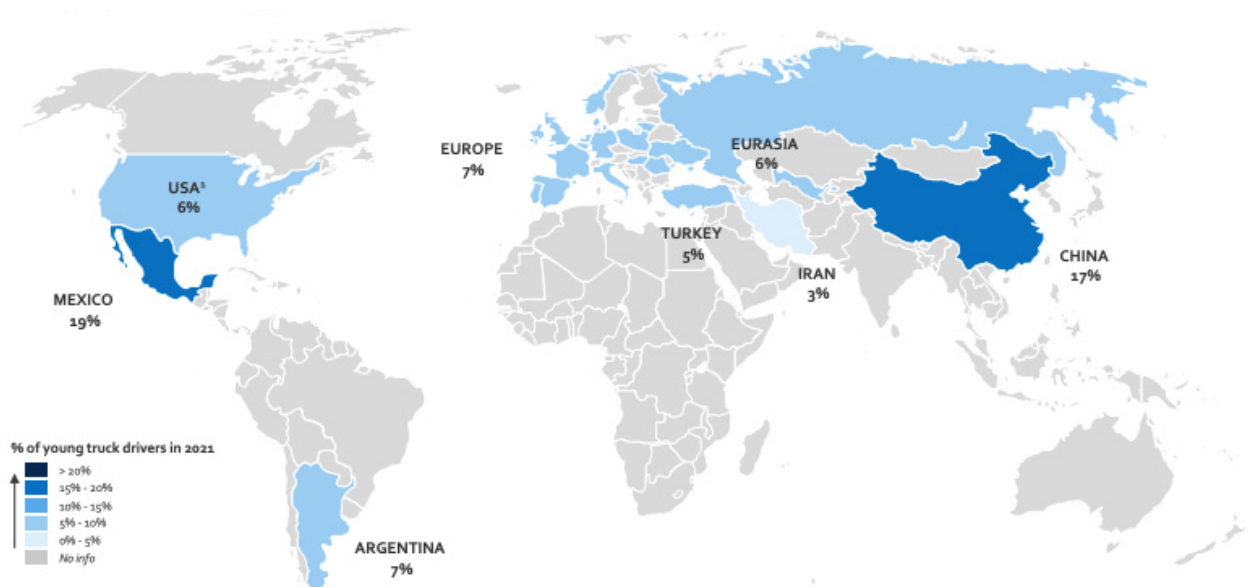 USA¹
6%
MEXICO
19%
ARGENTINA
7%
EUROPE
7%
EURASIA
6%
TURKEY
5%
IRAN
3%
CHINA
17%
% of young truck drivers in 2021
> 20%
15% - 20%
10% - 15%
5% - 10%
0% - 5%
No info